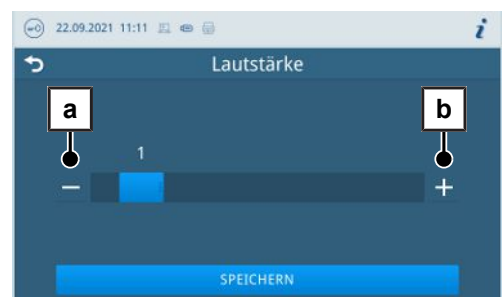 22.09.2021 11:11 i
Lautstärke
a b
1
− +
SPEICHERN